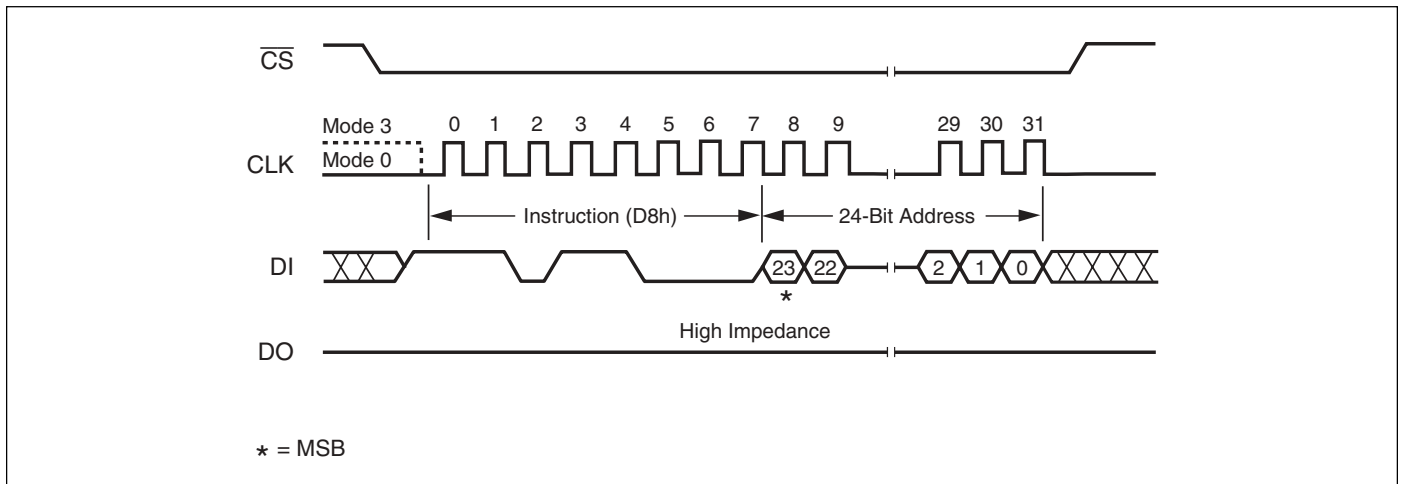 CS
Mode 3
0 1 2 3 4 5 6 7 8 9 29 30 31
CLK
Mode 0
Instruction (D8h)
24-Bit Address
DI
23 22 2 1 0
*
High Impedance
DO
* = MSB